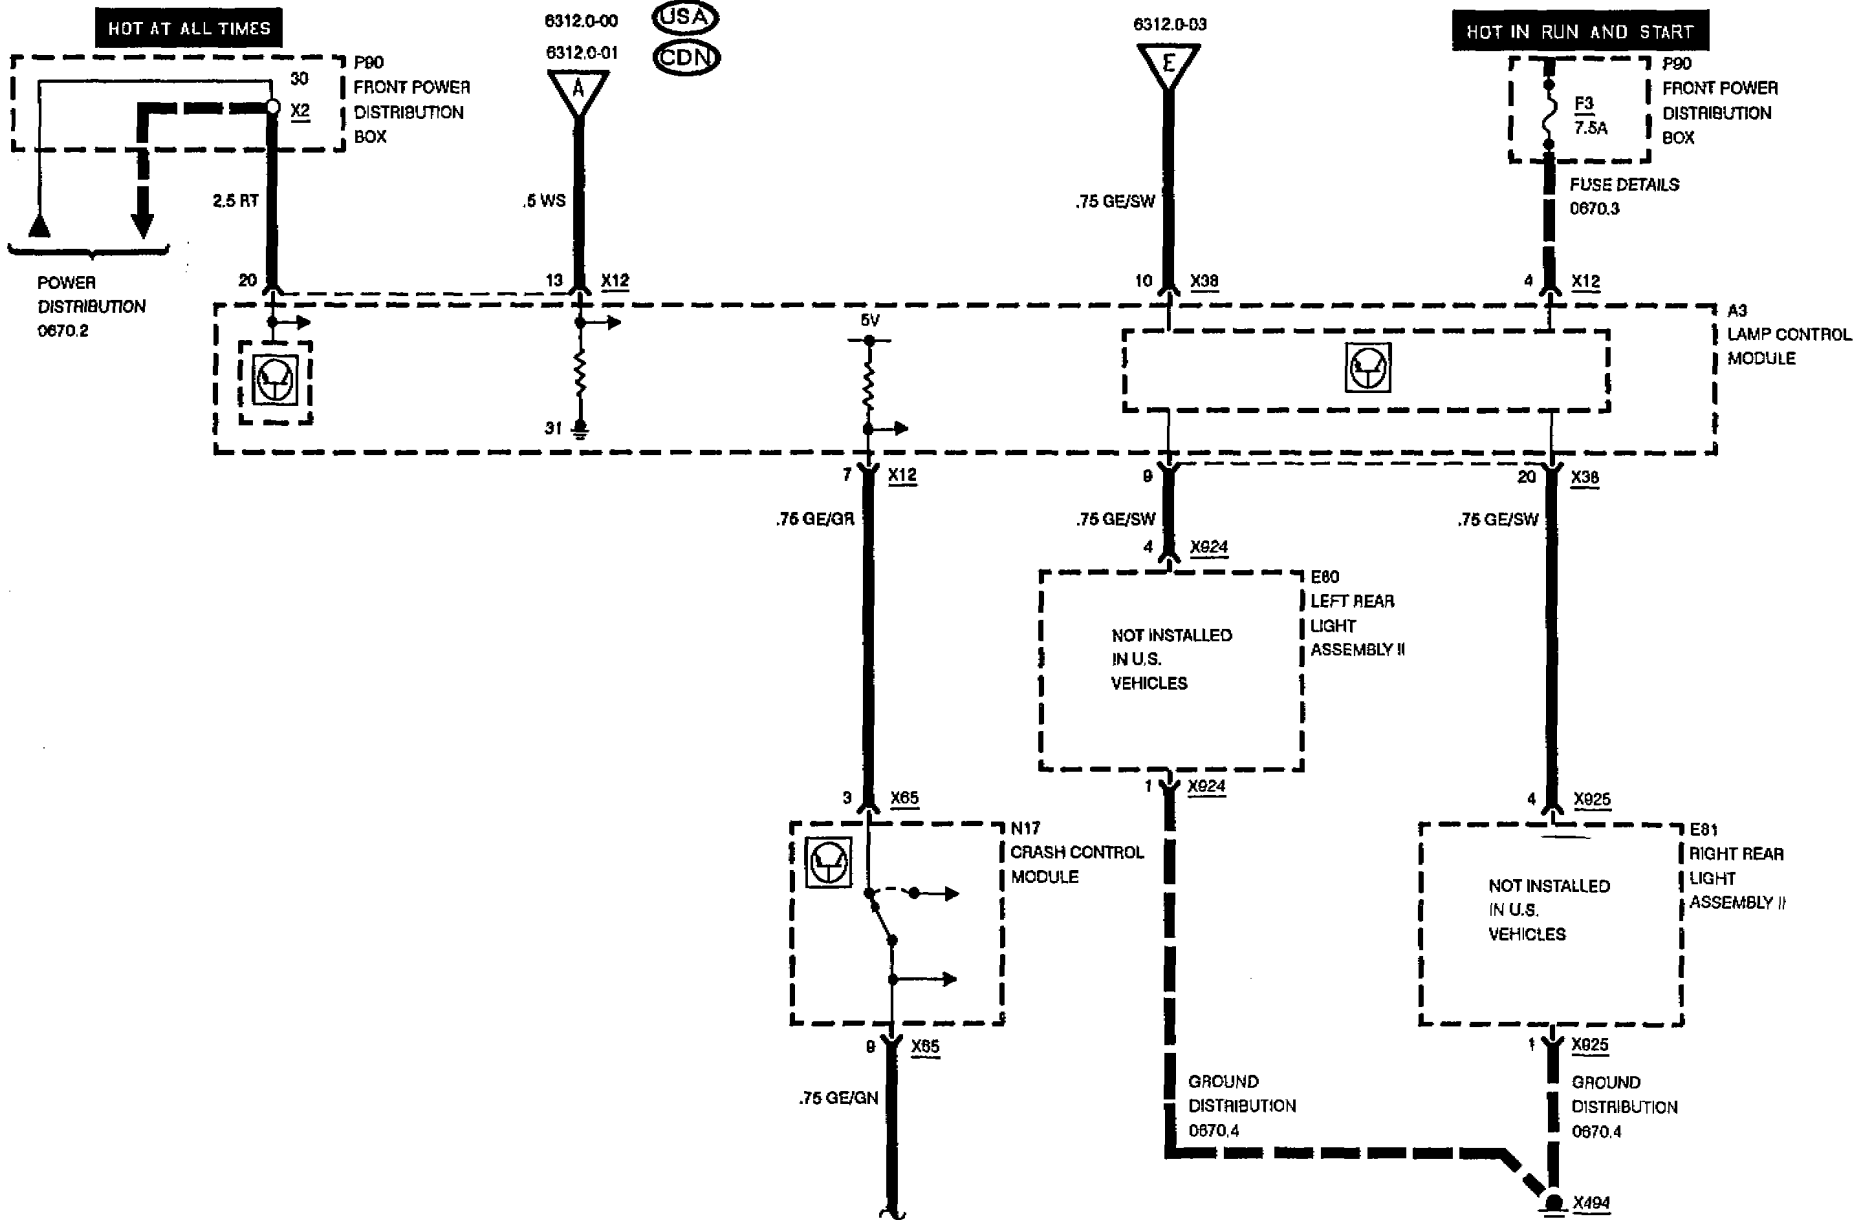 HOT AT ALL TIMES
6312.0-00
USA
6312.0-01
CDN
6312.0-03
HOT IN RUN AND START
30
X2
P90
FRONT POWER
DISTRIBUTION
BOX
A
E
F3
7.5A
P90
FRONT POWER
DISTRIBUTION
BOX
FUSE DETAILS
0670.3
2.5 RT
.5 WS
.75 GE/SW
POWER
DISTRIBUTION
0670.2
20
13
X12
10
X38
4
X12
5V
A3
LAMP CONTROL
MODULE
31
7
X12
9
20
X38
.75 GE/GR
.75 GE/SW
.75 GE/SW
4
X924
E80
LEFT REAR
LIGHT
ASSEMBLY II
NOT INSTALLED
IN U.S.
VEHICLES
1
X924
3
X65
4
X925
N17
CRASH CONTROL
MODULE
E81
RIGHT REAR
LIGHT
ASSEMBLY II
NOT INSTALLED
IN U.S.
VEHICLES
9
X65
1
X925
.75 GE/GN
GROUND
DISTRIBUTION
0670.4
GROUND
DISTRIBUTION
0670.4
X494